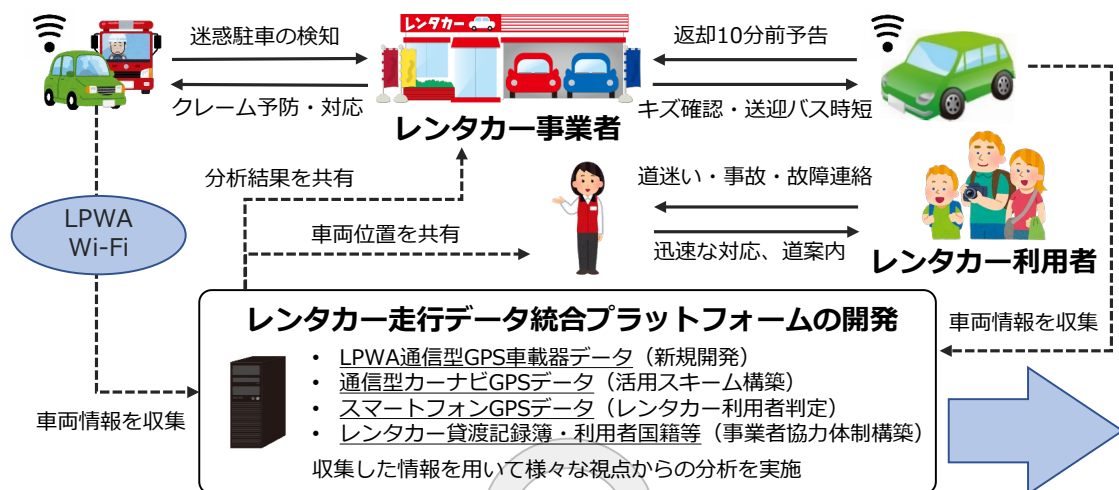 レンタカー
迷惑駐車の検知
クレーム予防・対応
返却10分前予告
キズ確認・送迎バス時短
レンタカー事業者
分析結果を共有
車両位置を共有
道迷い・事故・故障連絡
迅速な対応、道案内
レンタカー利用者
LPWA
Wi-Fi
車両情報を収集
車両情報を収集
レンタカー走行データ統合プラットフォームの開発
• LPWA通信型GPS車載器データ（新規開発）
• 通信型カーナビGPSデータ（活用スキーム構築）
• スマートフォンGPSデータ（レンタカー利用者判定）
• レンタカー貸渡記録簿・利用者国籍等（事業者協力体制構築）
収集した情報を用いて様々な視点からの分析を実施